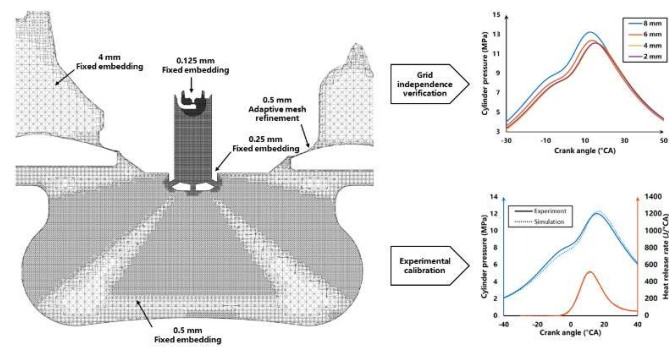 4 mm
Fixed embedding
0.125 mm
Fixed embedding
0.5 mm
Adaptive mesh
refinement
0.25 mm
Fixed embedding
0.5 mm
Fixed embedding
Grid
independence
verification
Cylinder pressure (MPa)
15
13
11
9
7
5
3
8 mm
6 mm
4 mm
2 mm
-30
-10
10
30
50
Crank angle (°CA)
Experimental
calibration
Cylinder pressure (MPa)
14
12
10
8
6
4
2
0
Experiment
Simulation
1400
1200
1000
800
600
400
200
0
Heat release rate (J/°CA)
-40
-20
0
20
40
Crank angle (°CA)